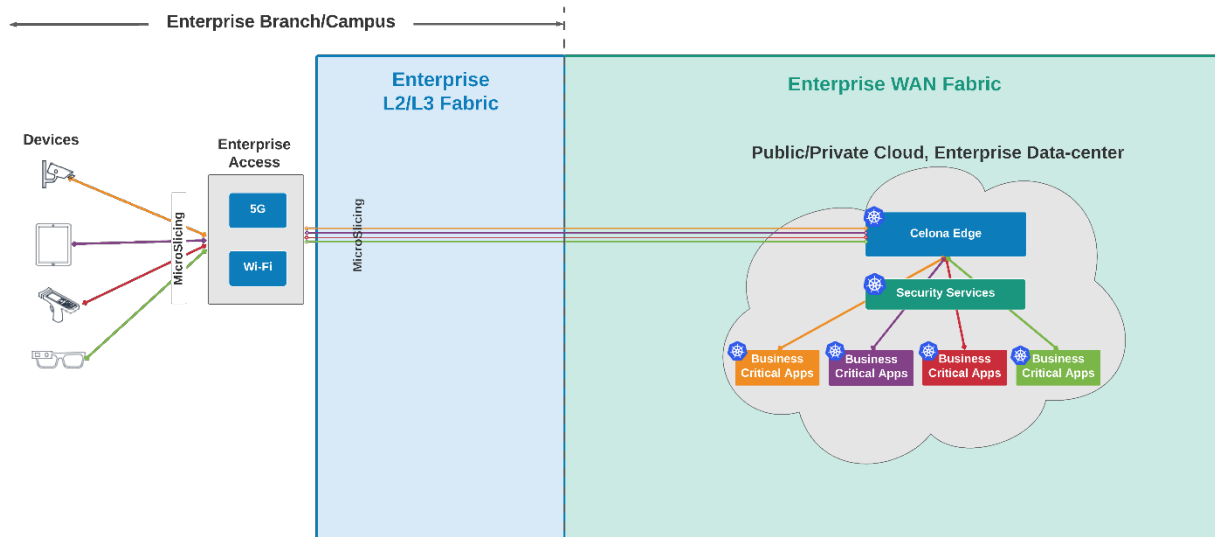 Enterprise Branch/Campus
Enterprise
L2/L3 Fabric
Enterprise WAN Fabric
Devices
Enterprise
Access
Public/Private Cloud, Enterprise Data-center
5G
Wi-Fi
MicroSlicing
MicroSlicing
Celona Edge
Security Services
Business
Critical Apps
Business
Critical Apps
Business
Critical Apps
Business
Critical Apps